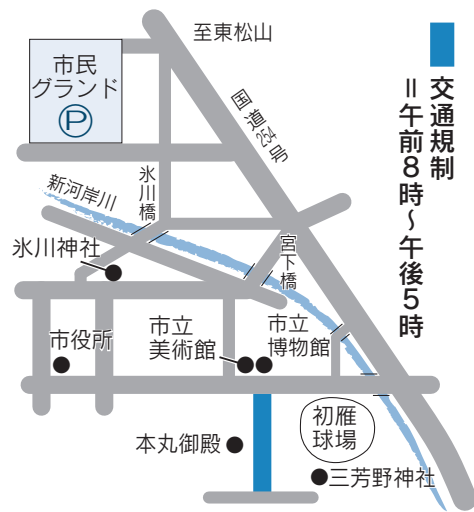 至東松山
市民
グランド
Ⓟ
国道254号
交通規制
=午前8時~午後5時
新河岸川
氷川橋
宮下橋
氷川神社
市役所
市立
美術館
市立
博物館
初雁
球場
本丸御殿
三芳野神社